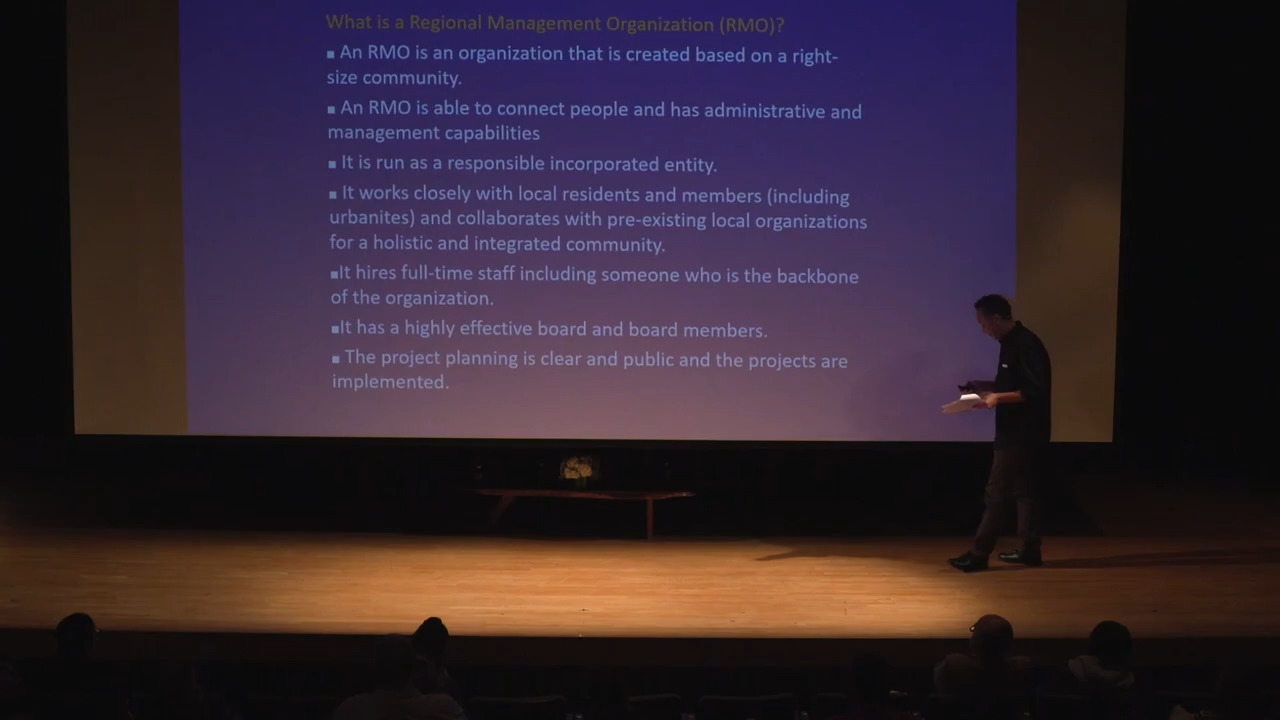 What is a Regional Management Organization (RMO)?
▪ An RMO is an organization that is created based on a right-
size community.
▪ An RMO is able to connect people and has administrative and
management capabilities
▪ It is run as a responsible incorporated entity.
▪ It works closely with local residents and members (including
urbanites) and collaborates with pre-existing local organizations
for a holistic and integrated community.
▪It hires full-time staff including someone who is the backbone
of the organization.
▪It has a highly effective board and board members.
▪ The project planning is clear and public and the projects are
implemented.